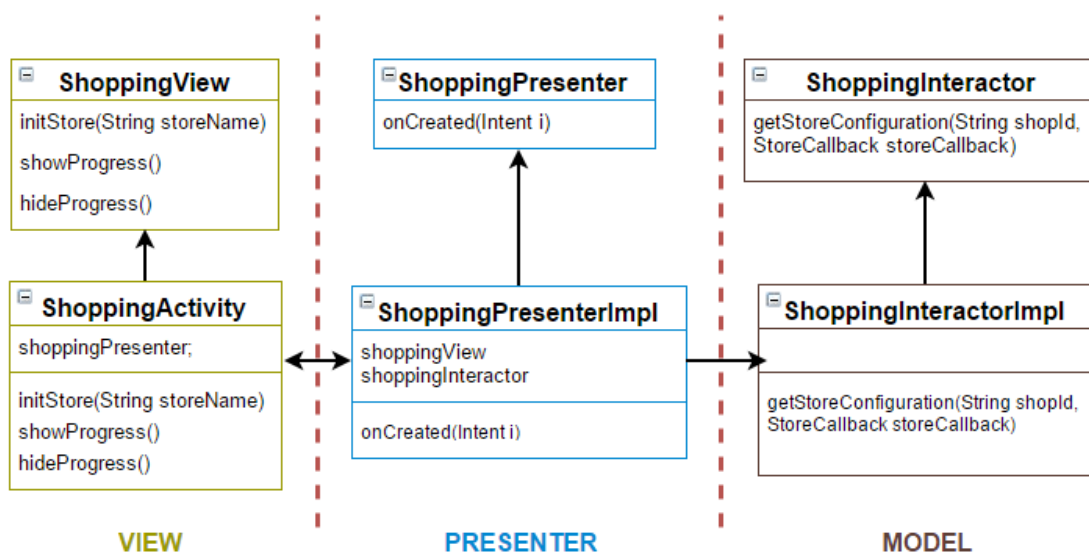 ShoppingView
initStore(String storeName)
showProgress()
hideProgress()
ShoppingActivity
shoppingPresenter;
initStore(String storeName)
showProgress()
hideProgress()
VIEW
ShoppingPresenter
onCreated(Intent i)
ShoppingPresenterImpl
shoppingView
shoppingInteractor
onCreated(Intent i)
PRESENTER
ShoppingInteractor
getStoreConfiguration(String shopId,
StoreCallback storeCallback)
ShoppingInteractorImpl
getStoreConfiguration(String shopId,
StoreCallback storeCallback)
MODEL